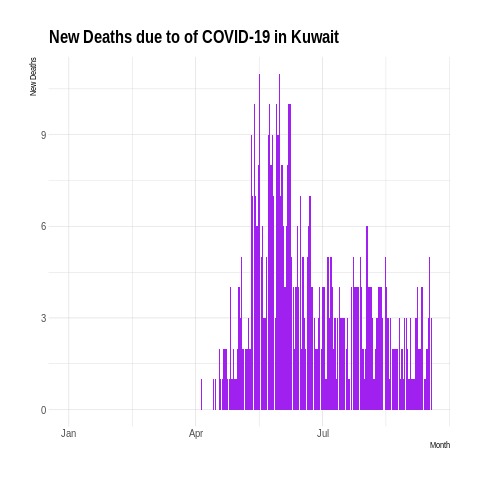 New Deaths due to of COVID-19 in Kuwait
New Deaths
9
6
3
0
Jan
Apr
Jul
Month